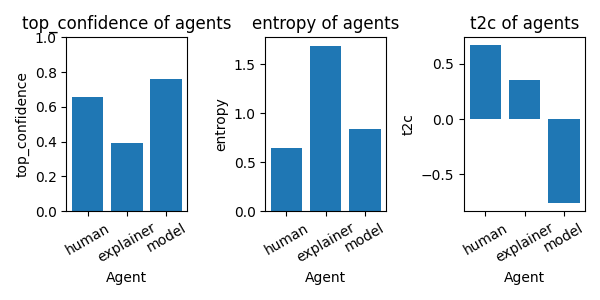 top_confidence of agents
top_confidence
1.0
0.8
0.6
0.4
0.2
0.0
human
explainer
model
Agent
entropy of agents
entropy
1.5
1.0
0.5
0.0
human
explainer
model
Agent
t2c of agents
t2c
0.5
0.0
−0.5
human
explainer
model
Agent